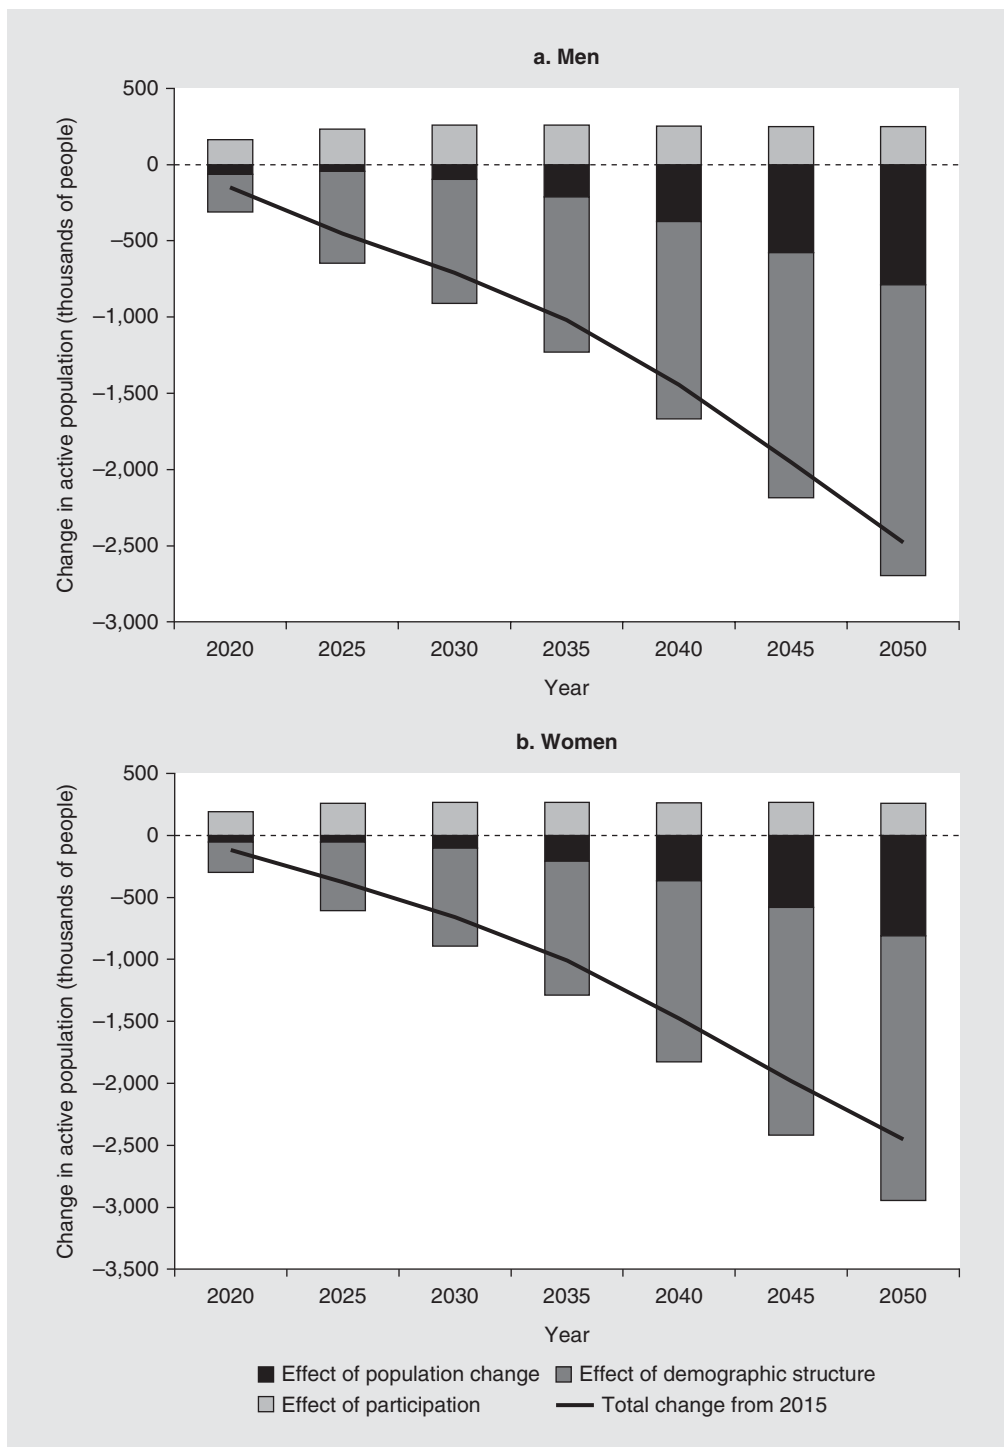 a. Men
Change in active population (thousands of people)
500
0
–500
–1,000
–1,500
–2,000
–2,500
–3,000
2020 2025 2030 2035 2040 2045 2050
Year
b. Women
Change in active population (thousands of people)
500
0
–500
–1,000
–1,500
–2,000
–2,500
–3,000
–3,500
2020 2025 2030 2035 2040 2045 2050
Year
Effect of population change Effect of demographic structure
Effect of participation Total change from 2015